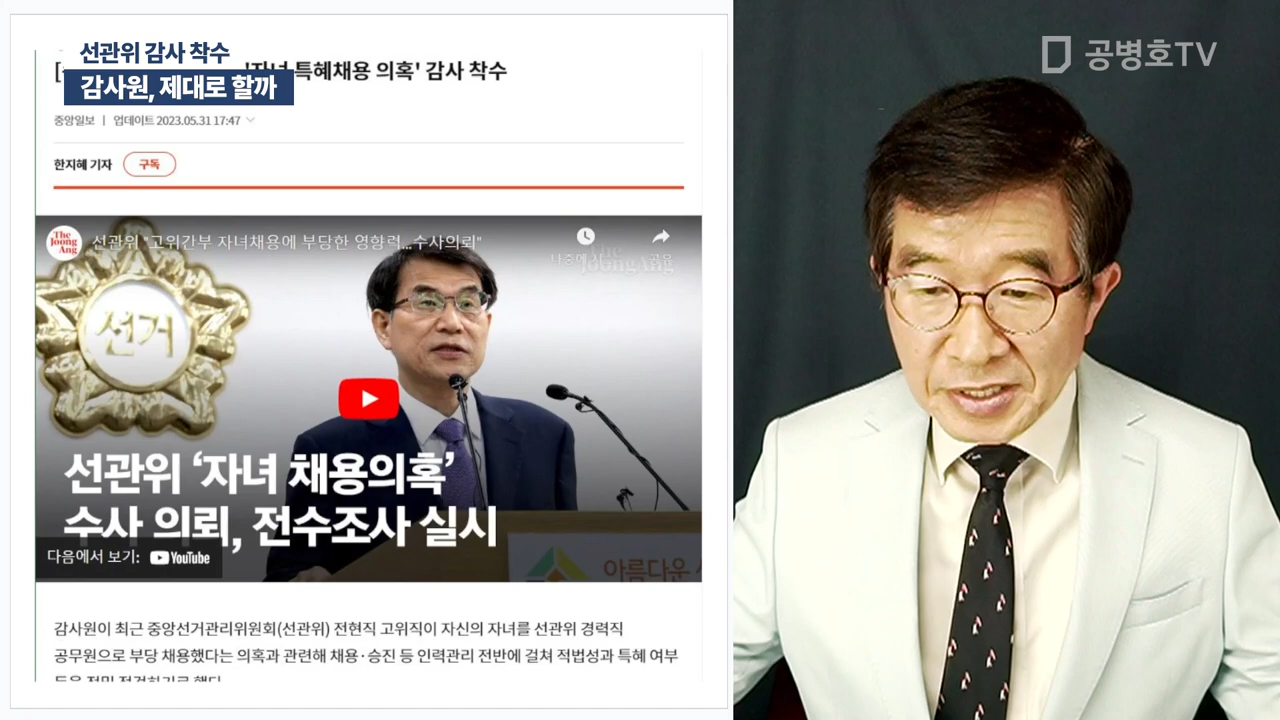 선관위 감사 착수
감사원, 제대로 할까
특혜채용 의혹' 감사 착수
중앙일보 | 업데이트 2023.05.31 17:47
한지혜 기자
구독
The
Joong
Ang
선관위 "고위간부 자녀채용에 부당한 영향력...수사의뢰"
공유
선거
선관위 ‘자녀 채용의혹’
수사 의뢰, 전수조사 실시
다음에서 보기: YouTube
아름다운
감사원이 최근 중앙선거관리위원회(선관위) 전현직 고위직이 자신의 자녀를 선관위 경력직
공무원으로 부당 채용했다는 의혹과 관련해 채용·승진 등 인력관리 전반에 걸쳐 적법성과 특혜 여부
공병호TV